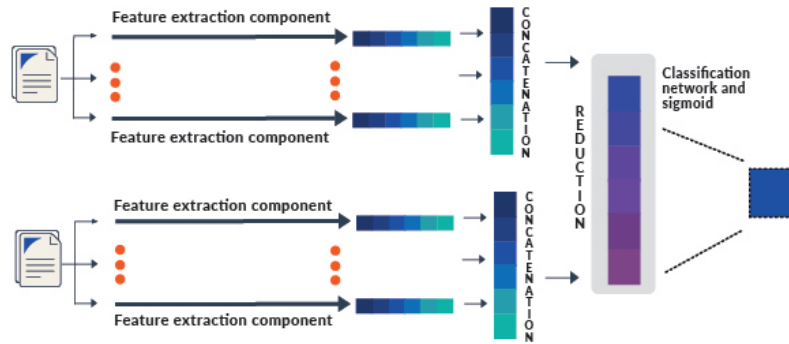 Feature extraction component
Feature extraction component
CONCATENATION
REDUCTION
Classification
network and
sigmoid
Feature extraction component
Feature extraction component
CONCATENATION